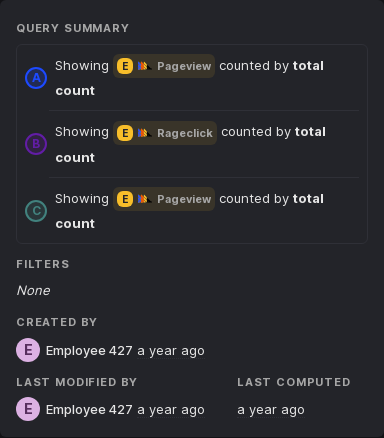 QUERY SUMMARY
A Showing E Pageview counted by total
count
B Showing E Rageclick counted by total
count
C Showing E Pageview counted by total
count
FILTERS
None
CREATED BY
E Employee 427 a year ago
LAST MODIFIED BY LAST COMPUTED
E Employee 427 a year ago a year ago